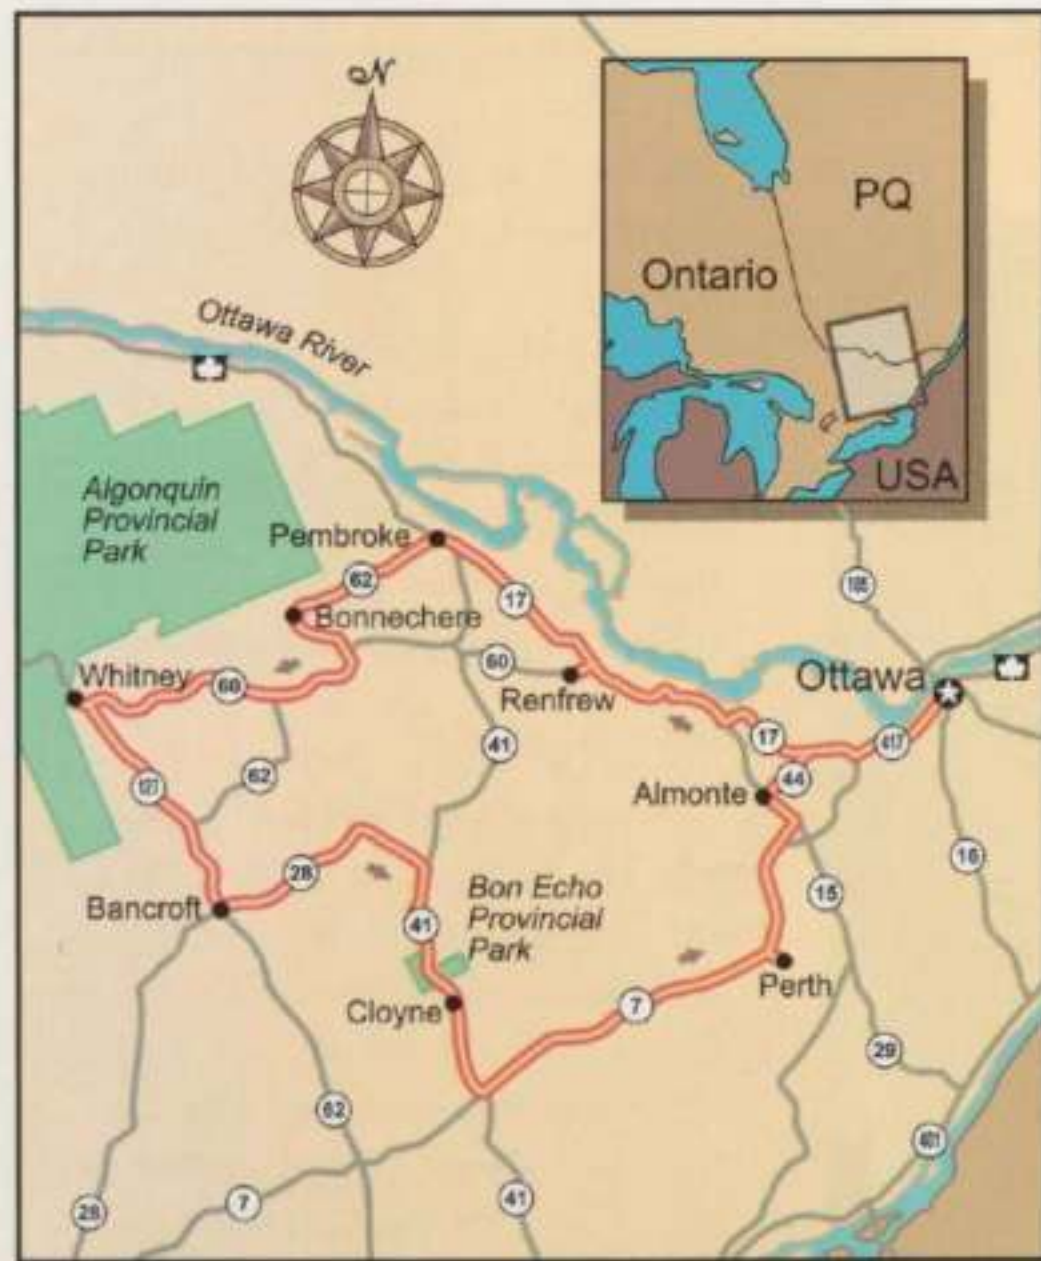 N
PQ
Ontario
USA
Ottawa River
Algonquin
Provincial
Park
Pembroke
62
17
Bonnechere
185
Whitney
60
60
Renfrew
Ottawa
41
17
417
127
62
44
Almonte
28
Bancroft
41
Bon Echo
Provincial
Park
15
16
Perth
Cloyne
7
29
62
401
28
7
41